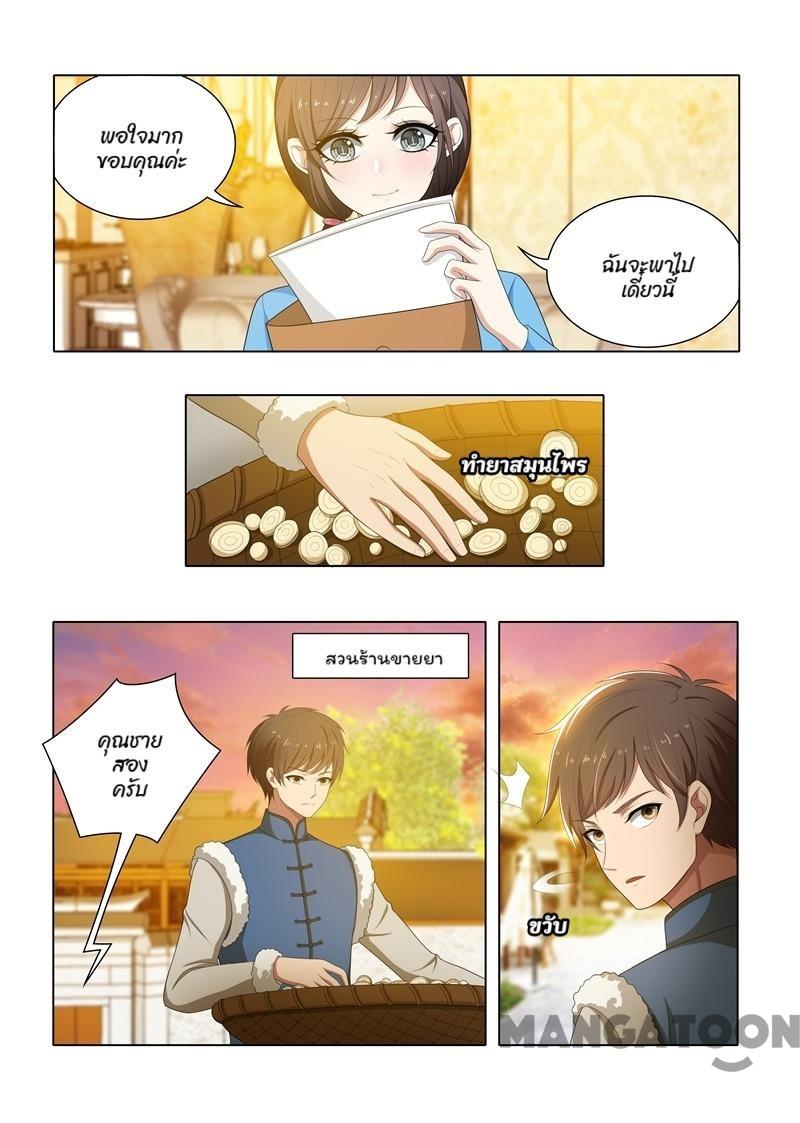 พอใจมาก
ขอบคุณค่ะ
ฉันจะพาไป
เดี๋ยวนี้
ทำยาสมุนไพร
สวนร้านขายยา
คุณชาย
สอง
ครับ
ขวับ
MANGATOON